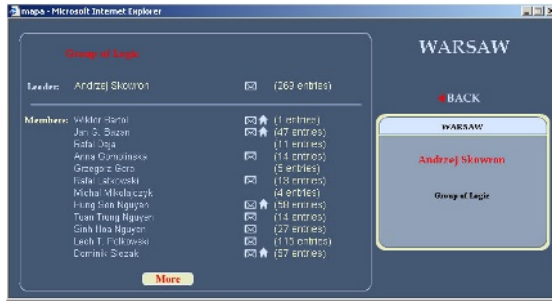 mapa - Microsoft Internet Explorer
Group of Logic
Leader: Andrzej Skowron (269 entries)
Members: Wiktor Bartol (1 entries)
Jan G. Bazan (47 entries)
Rafal Deja (11 entries)
Anna Gomolinska (14 entries)
Grzegorz Gora (5 entries)
Rafal Latkowski (13 entries)
Michal Mikolajczyk (4 entries)
Hung Son Nguyen (58 entries)
Tuan Trung Nguyen (14 entries)
Sinh Hoa Nguyen (27 entries)
Lech T. Polkowski (115 entries)
Dominik Slezak (57 entries)
More
WARSAW
BACK
WARSAW
Andrzej Skowron
Group of Logic